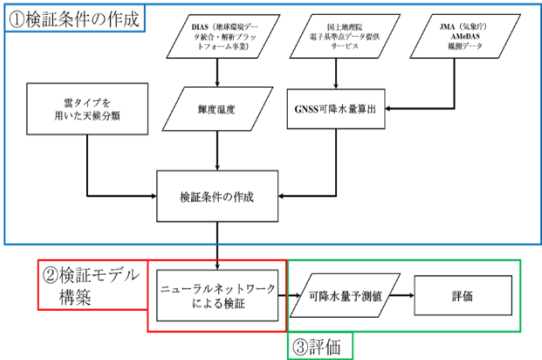 ①検証条件の作成
DIAS（地球環境デー
タ統合・解析プラッ
トフォーム事業）
国土地理院
電子基準点データ提供
サービス
JMA（気象庁）
AMeDAS
観測データ
雲タイプを
用いた天候分類
輝度温度
GNSS可降水量算出
検証条件の作成
②検証モデル
構築
ニューラルネットワーク
による検証
可降水量予測値
評価
③評価